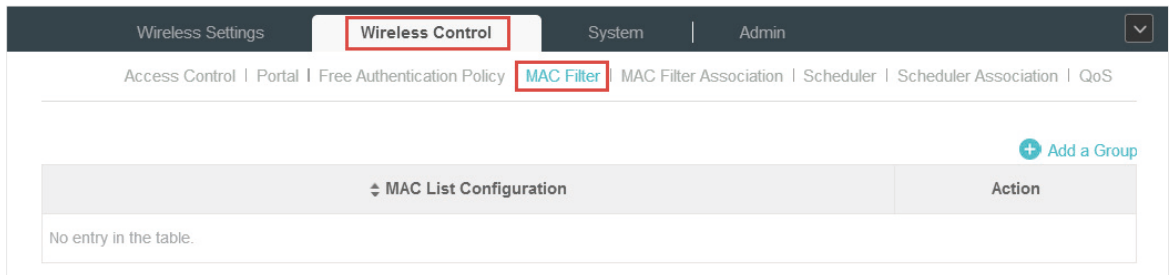 Wireless Settings Wireless Control System | Admin
Access Control | Portal | Free Authentication Policy | MAC Filter | MAC Filter Association | Scheduler | Scheduler Association | QoS
Add a Group
MAC List Configuration Action
No entry in the table.